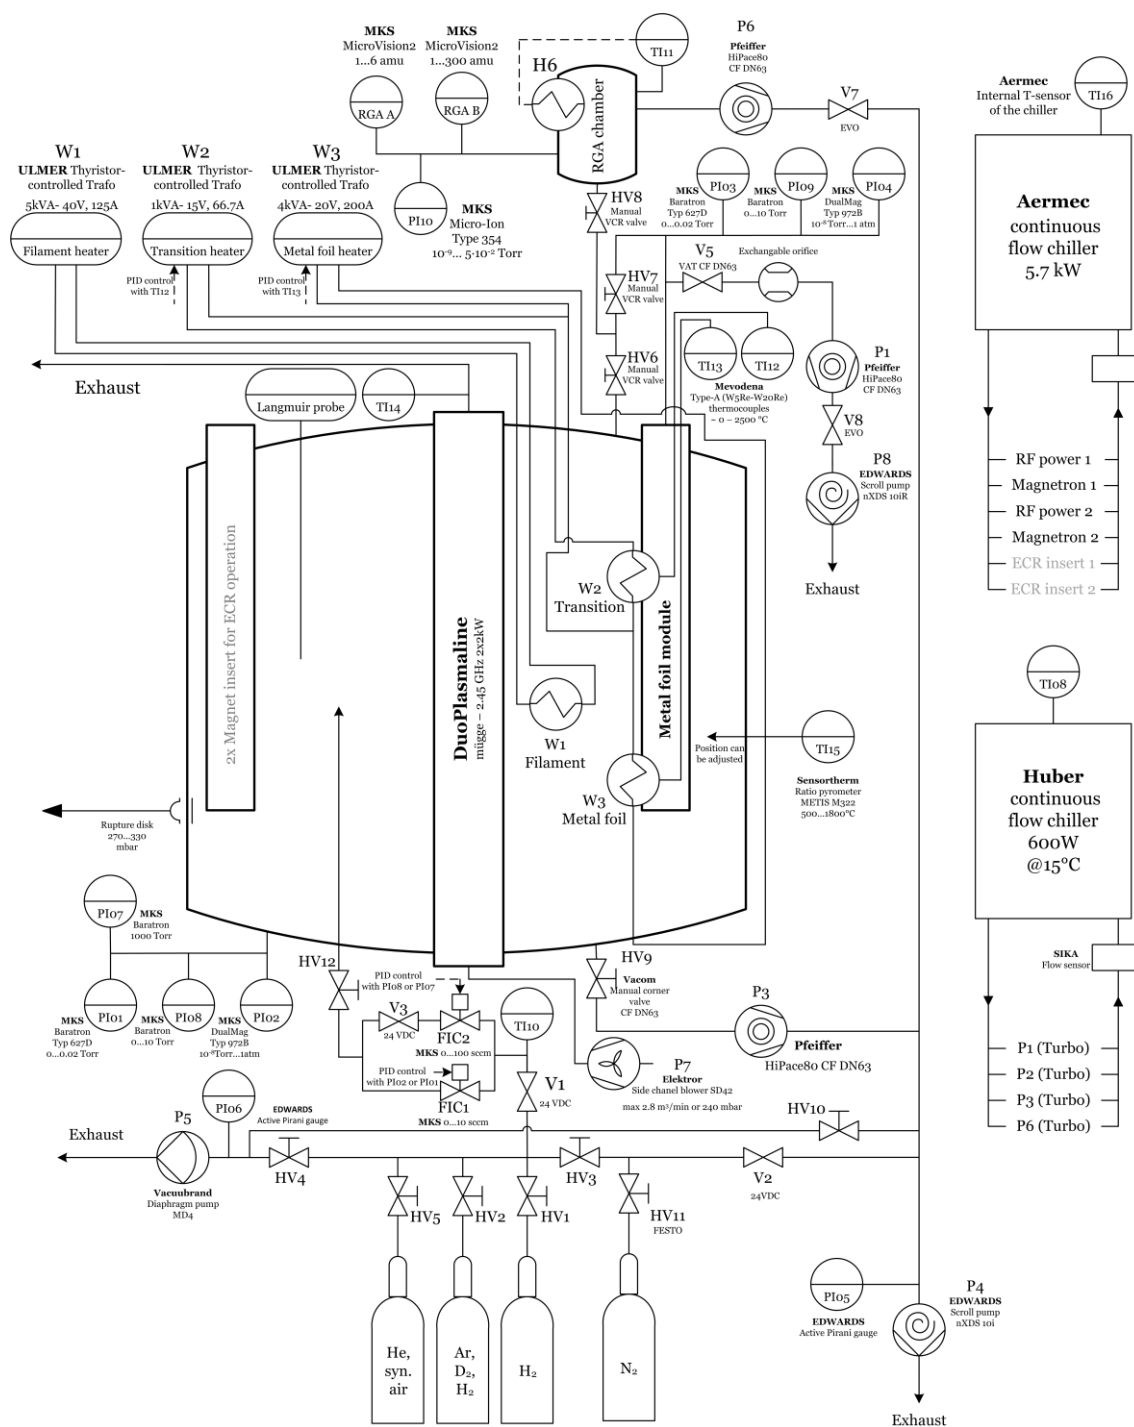 P6
Pfeiffer
HiPace80
CF DN63
MKS
MicroVision2
1...6 amu
MKS
MicroVision2
1...300 amu
TI11
H6
RGA A
RGA B
RGA chamber
V7
EVO
Aermec
Internal T-sensor
of the chiller
TI16
W1
ULMER Thyristor-
controlled Trafo
5kVA- 40V, 125A
Filament heater
W2
ULMER Thyristor-
controlled Trafo
1kVA- 15V, 66.7A
Transition heater
W3
ULMER Thyristor-
controlled Trafo
4kVA- 20V, 200A
Metal foil heater
PID control
with TI12
PID control
with TI13
PI10
MKS
Micro-Ion
Type 354
10⁻⁹... 5·10⁻² Torr
HV8
Manual
VCR valve
PI03
MKS
Baratron
Typ 627D
0...0.02 Torr
PI09
MKS
Baratron
0...10 Torr
PI04
MKS
DualMag
Typ 972B
10⁻⁸Torr...1 atm
V5
VAT CF DN63
Exchangable orifice
HV7
Manual
VCR valve
HV6
Manual
VCR valve
TI13
TI12
Mevodena
Type-A (W5Re-W20Re)
thermocouples
~ 0 – 2500 °C
P1
Pfeiffer
HiPace80
CF DN63
V8
EVO
P8
EDWARDS
Scroll pump
nXDS 10iR
Exhaust
Aermec
continuous
flow chiller
5.7 kW
RF power 1
Magnetron 1
RF power 2
Magnetron 2
ECR insert 1
ECR insert 2
Exhaust
Langmuir probe
TI14
2x Magnet insert for ECR operation
DuoPlasmaline
mügge – 2.45 GHz 2x2kW
Metal foil module
W2
Transition
W1
Filament
W3
Metal foil
Position can
be adjusted
TI15
Sensortherm
Ratio pyrometer
METIS M322
500...1800°C
TI08
Huber
continuous
flow chiller
600W
@15°C
SIKA
Flow sensor
P1 (Turbo)
P2 (Turbo)
P3 (Turbo)
P6 (Turbo)
Rupture disk
270...330
mbar
PI07
MKS
Baratron
1000 Torr
PI01
MKS
Baratron
Typ 627D
0...0.02 Torr
PI08
MKS
Baratron
0...10 Torr
PI02
MKS
DualMag
Typ 972B
10⁻⁸Torr...1atm
HV12
PID control
with PI08 or PI07
V3
24 VDC
FIC2
MKS 0...100 sccm
PID control
with PI02 or PI01
FIC1
MKS 0...10 sccm
TI10
V1
24 VDC
HV9
Vacom
Manual corner
valve
CF DN63
P3
Pfeiffer
HiPace80 CF DN63
P7
Elektror
Side chanel blower SD42
max 2.8 m³/min or 240 mbar
HV10
Exhaust
P5
Vacuubrand
Diaphragm pump
MD4
PI06
EDWARDS
Active Pirani gauge
HV4
HV3
V2
24VDC
HV5
HV2
HV1
HV11
FESTO
He,
syn.
air
Ar,
D₂,
H₂
H₂
N₂
PI05
EDWARDS
Active Pirani gauge
P4
EDWARDS
Scroll pump
nXDS 10i
Exhaust